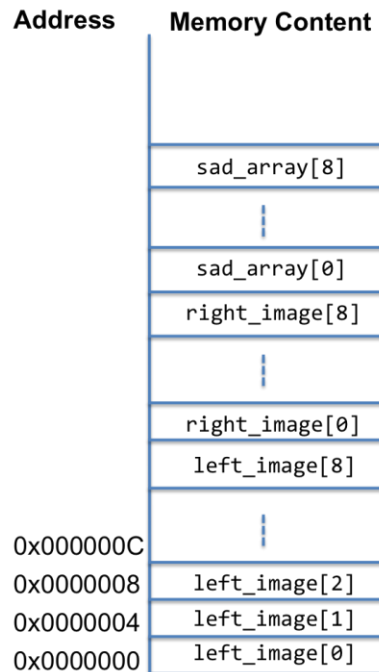 Address Memory Content
sad_array[8]
sad_array[0]
right_image[8]
right_image[0]
left_image[8]
0x000000C
0x0000008 left_image[2]
0x0000004 left_image[1]
0x0000000 left_image[0]